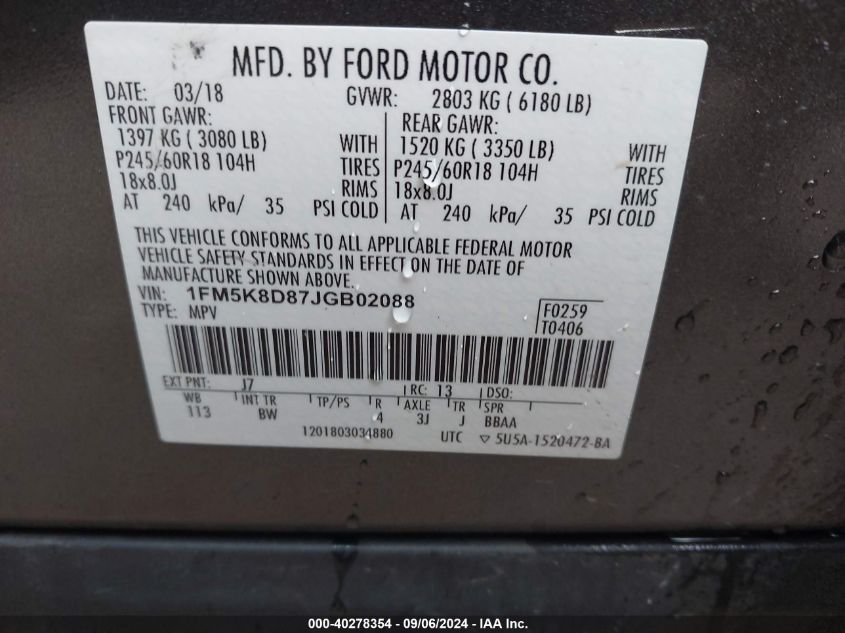 MFD. BY FORD MOTOR CO.
DATE: 03/18 GVWR: 2803 KG ( 6180 LB)
FRONT GAWR: REAR GAWR:
1397 KG ( 3080 LB) WITH 1520 KG ( 3350 LB) WITH
P245/60R18 104H TIRES P245/60R18 104H TIRES
18x8.0J RIMS 18x8.0J RIMS
AT 240 kPa/ 35 PSI COLD AT 240 kPa/ 35 PSI COLD
THIS VEHICLE CONFORMS TO ALL APPLICABLE FEDERAL MOTOR
VEHICLE SAFETY STANDARDS IN EFFECT ON THE DATE OF
MANUFACTURE SHOWN ABOVE.
VIN: 1FM5K8D87JGB02088 F0259
TYPE: MPV T0406
EXT PNT: J7 RC: 13 DSO:
WB INT TR TP/PS R AXLE TR SPR
113 BW 4 3J J BBAA
1201803034880 UTC ▽ 5U5A-1520472-BA
000-40278354 - 09/06/2024 - IAA Inc.